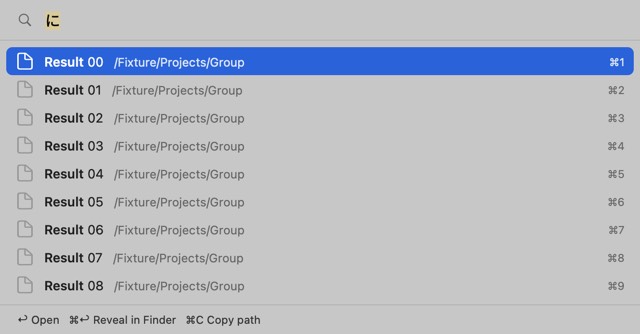 に
Result 00 /Fixture/Projects/Group ⌘1
Result 01 /Fixture/Projects/Group ⌘2
Result 02 /Fixture/Projects/Group ⌘3
Result 03 /Fixture/Projects/Group ⌘4
Result 04 /Fixture/Projects/Group ⌘5
Result 05 /Fixture/Projects/Group ⌘6
Result 06 /Fixture/Projects/Group ⌘7
Result 07 /Fixture/Projects/Group ⌘8
Result 08 /Fixture/Projects/Group ⌘9
↩ Open ⌘↩ Reveal in Finder ⌘C Copy path